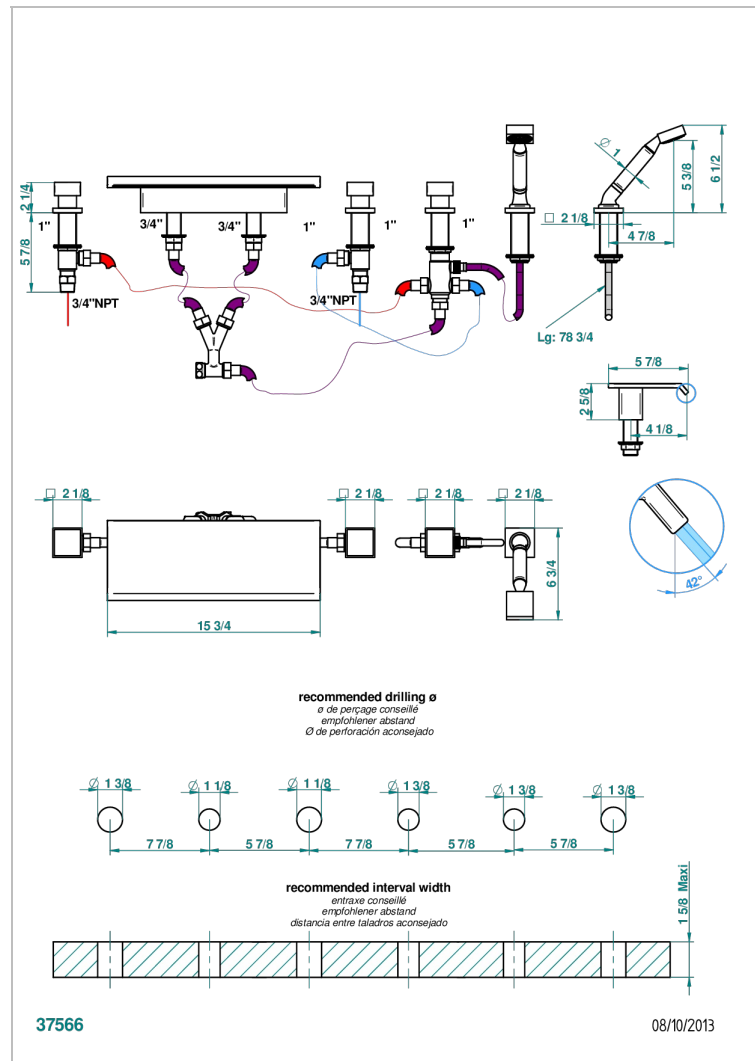 Ø 1
5 3/8
6 1/2
2 1/4
5 7/8
1"
3/4"
3/4"
1"
1"
1"
□ 2 1/8
4 7/8
3/4"NPT
3/4"NPT
Lg: 78 3/4
5 7/8
2 5/8
4 1/8
□ 2 1/8
□ 2 1/8
□ 2 1/8
□ 2 1/8
6 3/4
42°
15 3/4
recommended drilling ø
ø de perçage conseillé
empfohlener abstand
Ø de perforación aconsejado
Ø 1 3/8
Ø 1 1/8
Ø 1 1/8
Ø 1 3/8
Ø 1 3/8
Ø 1 3/8
7 7/8
5 7/8
7 7/8
5 7/8
5 7/8
recommended interval width
entraxe conseillé
empfohlener abstand
distancia entre taladros aconsejado
1 5/8 Maxi
37566
08/10/2013